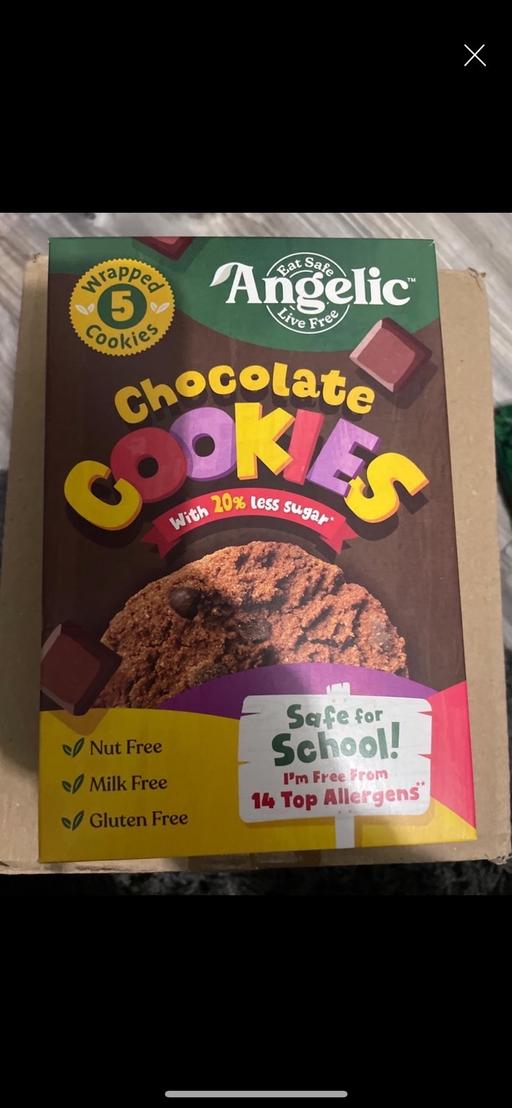 Wrapped
5
Cookies
Eat Safe
Angelic™
Live Free
Chocolate
COOKIES
With 20% less sugar*
Safe for
School!
I'm Free From
14 Top Allergens**
Nut Free
Milk Free
Gluten Free